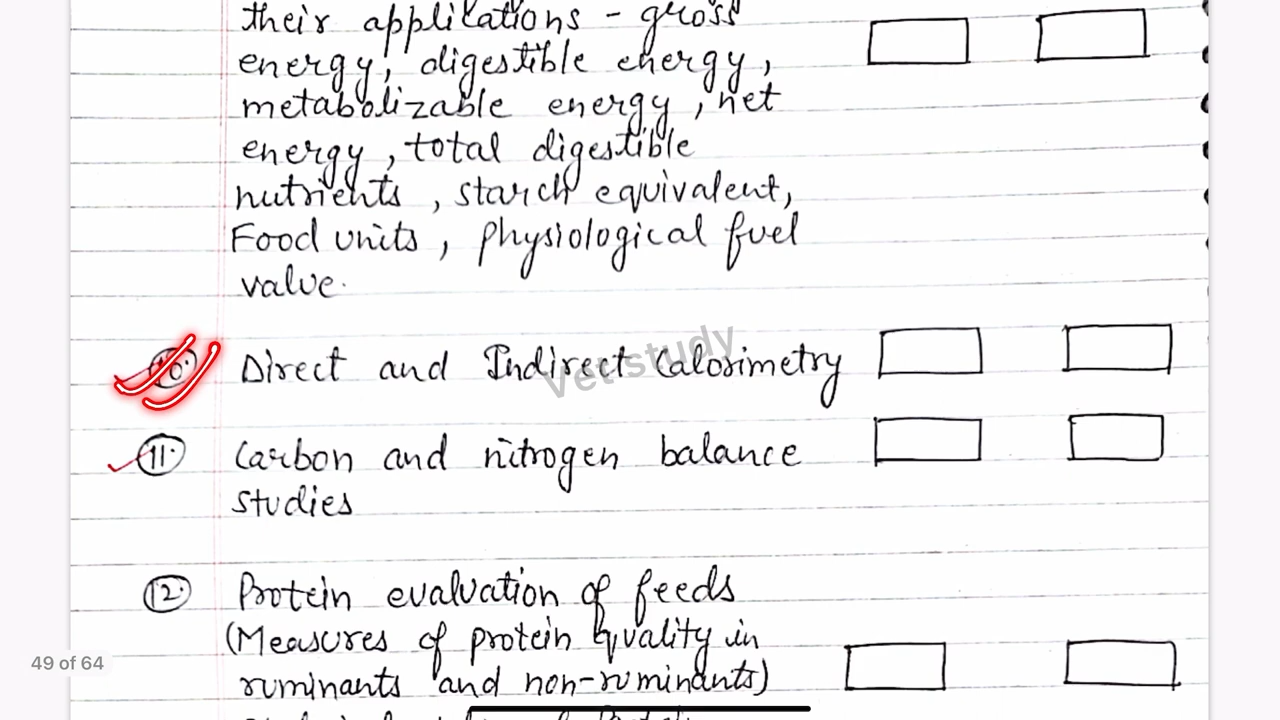 their applications - gross
energy, digestible energy,
metabolizable energy, net
energy, total digestible
nutrients, starch equivalent,
Food units, physiological fuel
value.
10. Direct and Indirect Calorimetry
Vet study
11. Carbon and nitrogen balance
studies
12. Protein evaluation of feeds
(Measures of protein quality in
49 of 64
ruminants and non-ruminants)